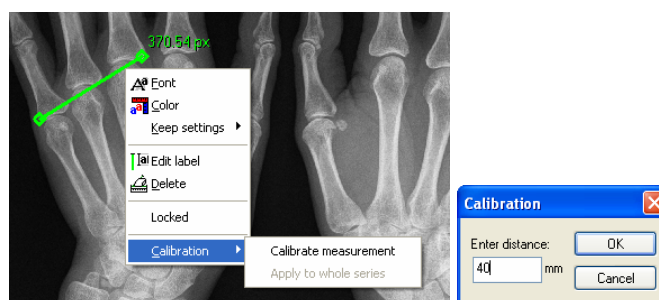 370.54 px
Font
Color
Keep settings
Edit label
Delete
Locked
Calibration
Calibrate measurement
Apply to whole series
Calibration
Enter distance:
OK
40 mm
Cancel